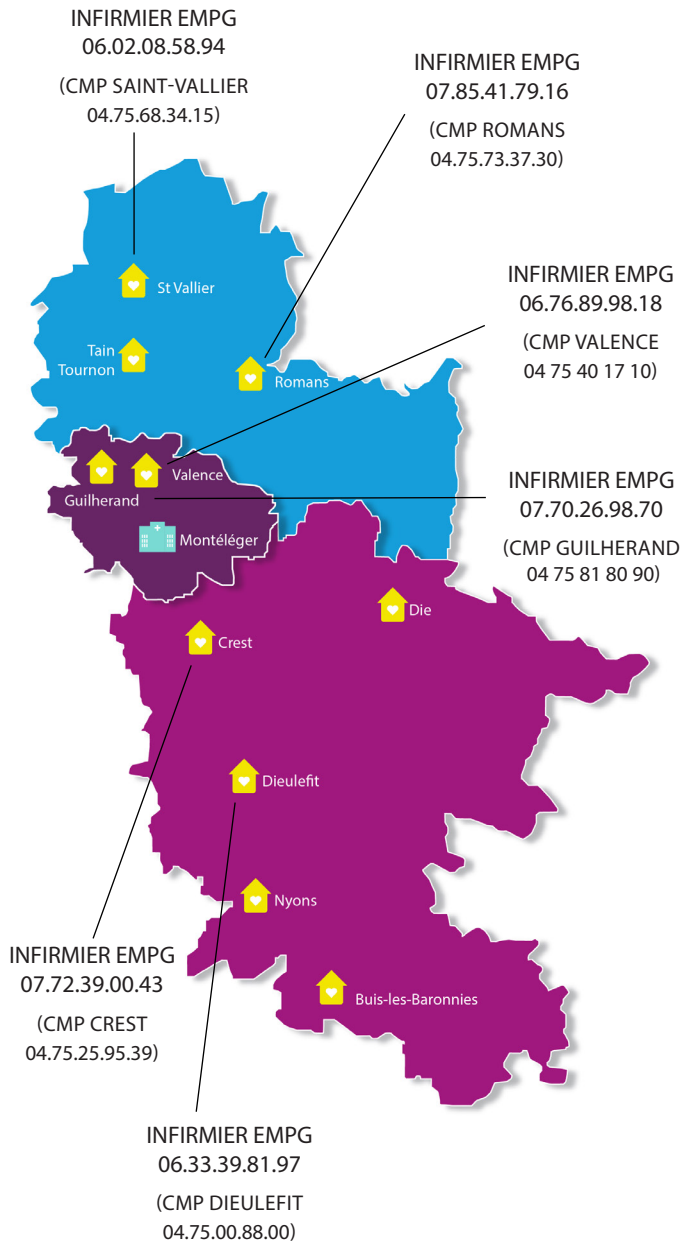 INFIRMIER EMPG
06.02.08.58.94
(CMP SAINT-VALLIER
04.75.68.34.15)
INFIRMIER EMPG
07.85.41.79.16
(CMP ROMANS
04.75.73.37.30)
St Vallier
Tain
Tournon
Romans
INFIRMIER EMPG
06.76.89.98.18
(CMP VALENCE
04 75 40 17 10)
Valence
Guilherand
Montéléger
INFIRMIER EMPG
07.70.26.98.70
(CMP GUILHERAND
04 75 81 80 90)
Die
Crest
Dieulefit
Nyons
Buis-les-Baronnies
INFIRMIER EMPG
07.72.39.00.43
(CMP CREST
04.75.25.95.39)
INFIRMIER EMPG
06.33.39.81.97
(CMP DIEULEFIT
04.75.00.88.00)